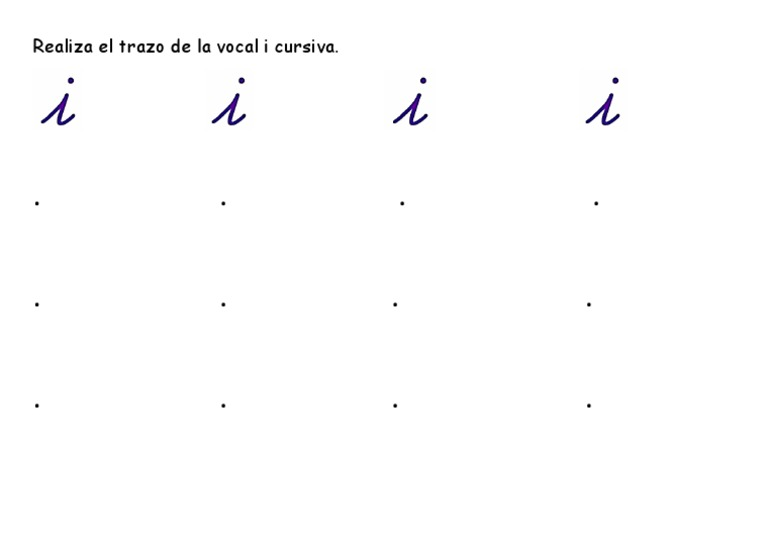 Realiza el trazo de la vocal i cursiva.
i i i i
. . . .
. . . .
. . . .